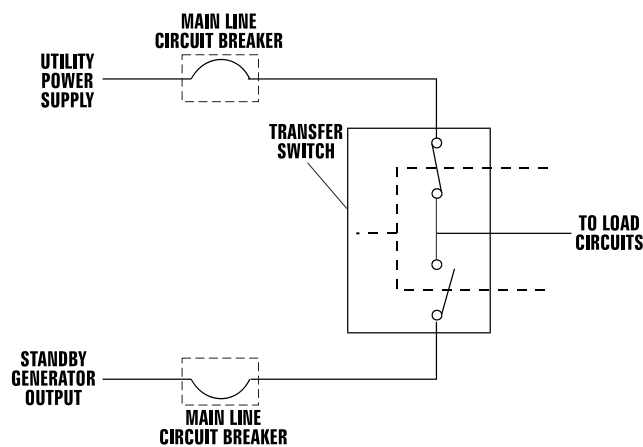 MAIN LINE
CIRCUIT BREAKER
UTILITY
POWER
SUPPLY
TRANSFER
SWITCH
TO LOAD
CIRCUITS
STANDBY
GENERATOR
OUTPUT
MAIN LINE
CIRCUIT BREAKER